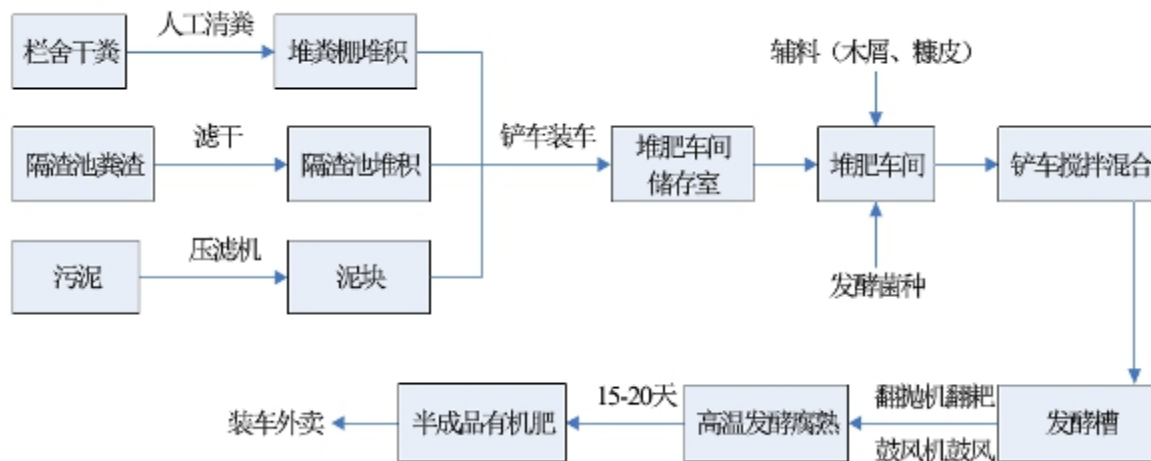 栏舍干粪
人工清粪
堆粪棚堆积
辅料（木屑、糠皮）
隔渣池粪渣
滤干
隔渣池堆积
铲车装车
堆肥车间
储存室
堆肥车间
铲车搅拌混合
污泥
压滤机
泥块
发酵菌种
装车外卖
半成品有机肥
15-20天
高温发酵腐熟
翻抛机翻耙
鼓风机鼓风
发酵槽